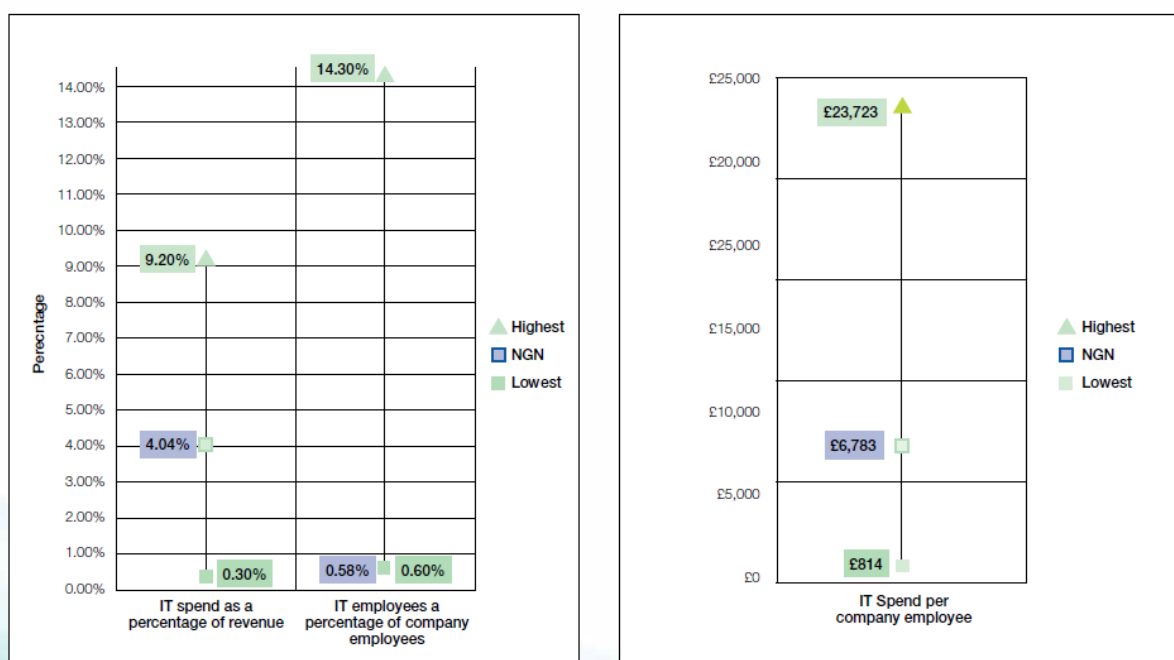 14.30%
14.00%
13.00%
12.00%
11.00%
10.00%
9.20%
9.00%
8.00%
7.00%
6.00%
5.00%
4.04%
4.00%
3.00%
2.00%
1.00%
0.30%
0.58%
0.60%
0.00%
Perecntage
IT spend as a
percentage of revenue
IT employees a
percentage of company
employees
Highest
NGN
Lowest
£25,000
£23,723
£20,000
£25,000
£15,000
£10,000
£6,783
£5,000
£814
£0
IT Spend per
company employee
Highest
NGN
Lowest